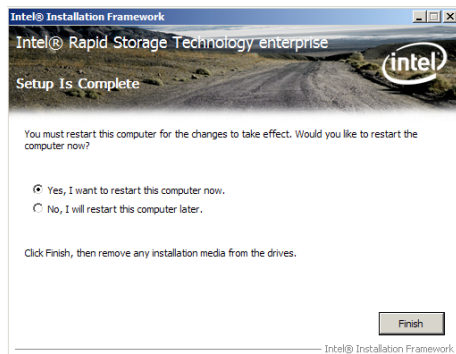 Intel® Installation Framework
Intel® Rapid Storage Technology enterprise
intel
Setup Is Complete
You must restart this computer for the changes to take effect. Would you like to restart the
computer now?
Yes, I want to restart this computer now.
No, I will restart this computer later.
Click Finish, then remove any installation media from the drives.
Finish
Intel® Installation Framework